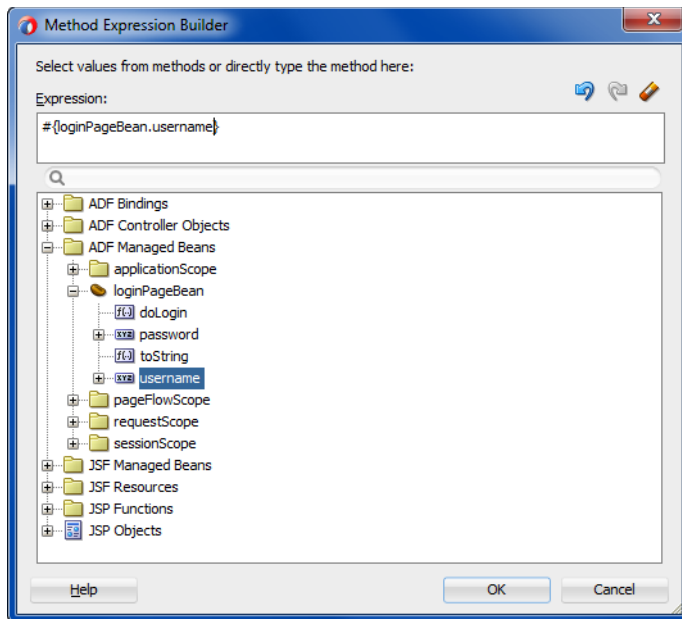 Method Expression Builder
Select values from methods or directly type the method here:
Expression:
#{loginPageBean.username}
ADF Bindings
ADF Controller Objects
ADF Managed Beans
applicationScope
loginPageBean
f(.) doLogin
XYZ password
f(.) toString
XYZ username
pageFlowScope
requestScope
sessionScope
JSF Managed Beans
JSF Resources
JSP Functions
JSP Objects
Help OK Cancel